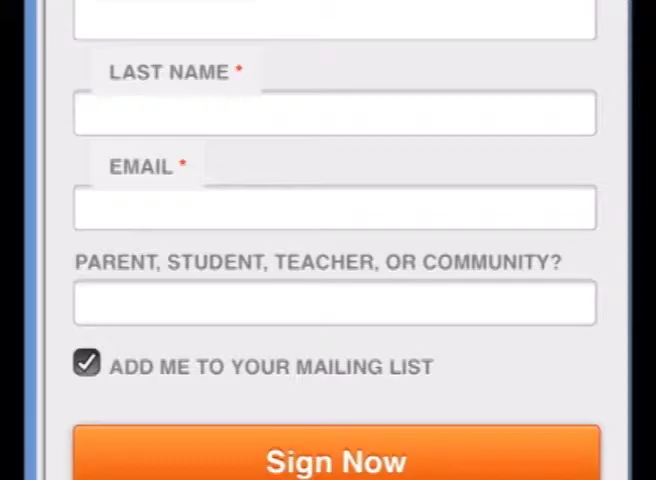 LAST NAME *
EMAIL *
PARENT, STUDENT, TEACHER, OR COMMUNITY?
ADD ME TO YOUR MAILING LIST
Sign Now